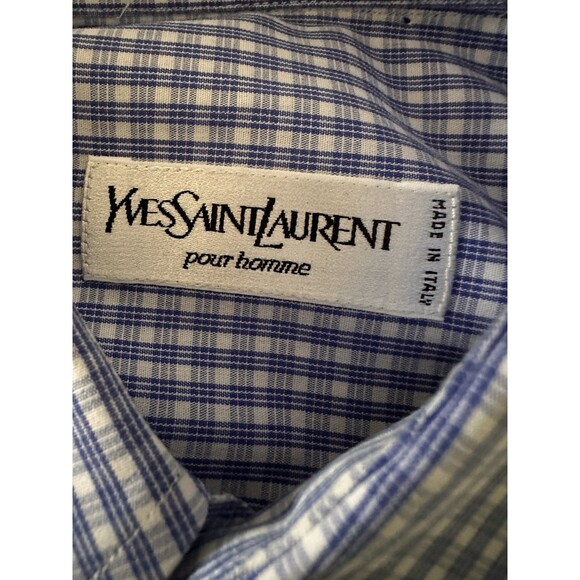 YVESSAINTLAURENT
pour homme
MADE IN ITALY